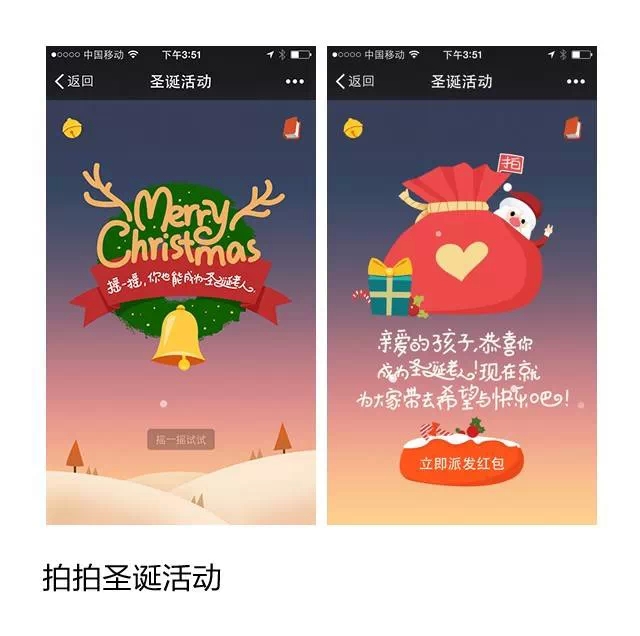 中国移动 下午3:51
返回 圣诞活动
Merry
Christmas
摇一摇,你也能成为圣诞老人.
摇一摇试试
中国移动 下午3:51
返回 圣诞活动
拍
亲爱的孩子,恭喜你
成为圣诞老人!现在就
为大家带去希望与快乐吧!
立即派发红包
拍拍圣诞活动